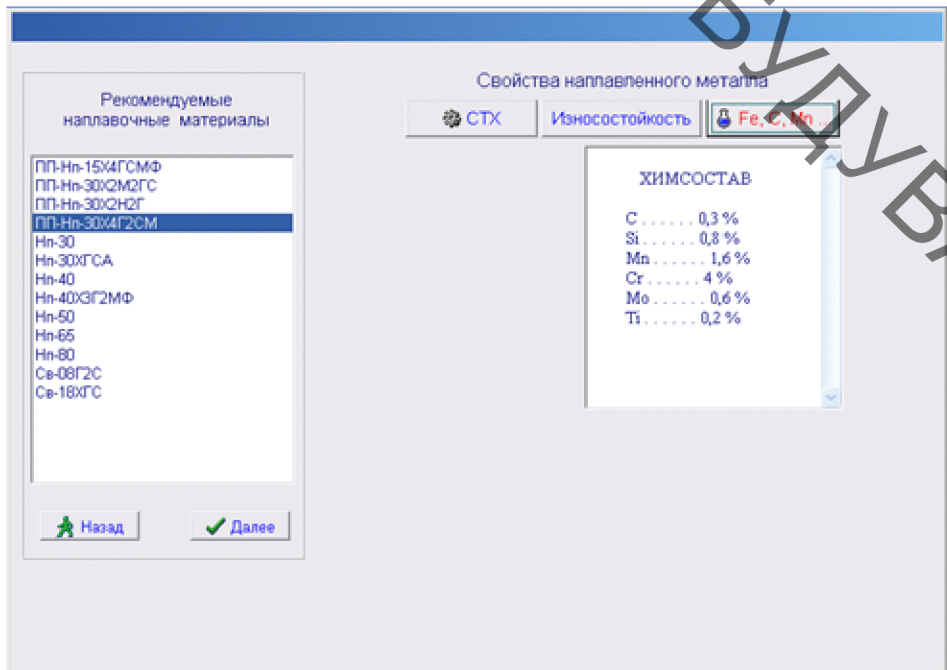 Рекомендуемые
наплавочные материалы
ПП-Нп-15Х4ГСМФ
ПП-Нп-30Х2М2ГС
ПП-Нп-30Х2Н2Г
ПП-Нп-30Х4Г2СМ
Нп-30
Нп-30ХГСА
Нп-40
Нп-40Х3Г2МФ
Нп-50
Нп-65
Нп-80
Св-08Г2С
Св-18ХГС
Назад
Далее
Свойства наплавленного металла
СТХ
Износостойкость
Fe, C, Mn ...
ХИМСОСТАВ
C . . . . . . 0,3 %
Si . . . . . . 0,8 %
Mn . . . . . . 1,6 %
Cr . . . . . . 4 %
Mo . . . . . . 0,6 %
Ti . . . . . . 0,2 %